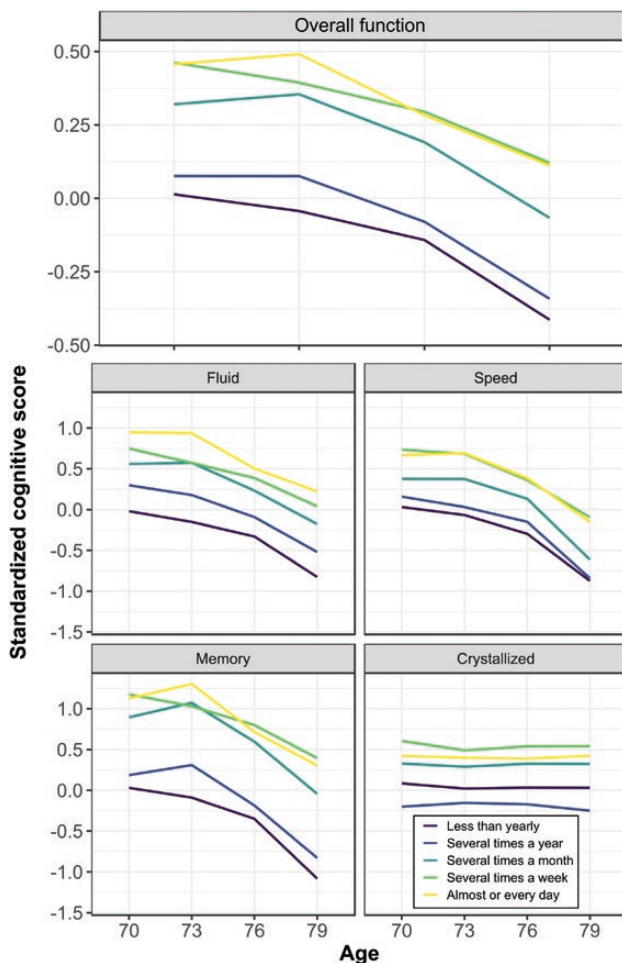 Overall function
0.50
0.25
0.00
-0.25
-0.50
Standardized cognitive score
Fluid
Speed
1.0
0.5
0.0
-0.5
-1.0
-1.5
Memory
Crystallized
1.0
0.5
0.0
-0.5
-1.0
-1.5
Less than yearly
Several times a year
Several times a month
Several times a week
Almost or every day
70 73 76 79 70 73 76 79
Age